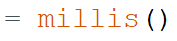 = millis()